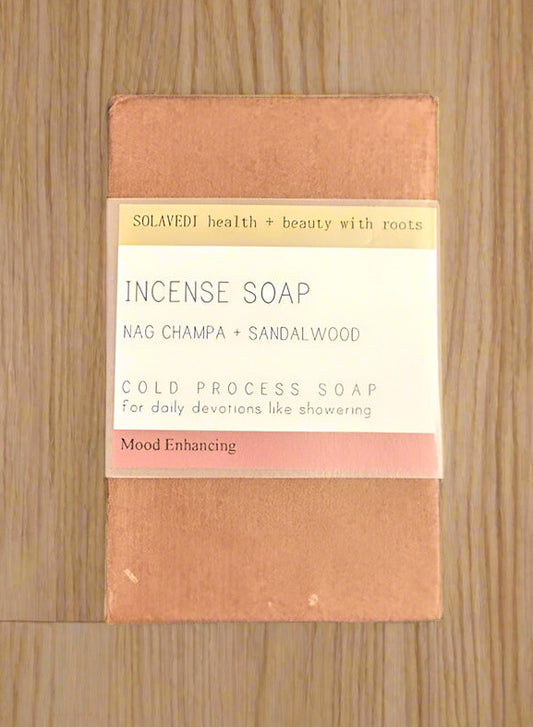 SOLAVEDI health + beauty with roots
INCENSE SOAP
NAG CHAMPA + SANDALWOOD
COLD PROCESS SOAP
for daily devotions like showering
Mood Enhancing